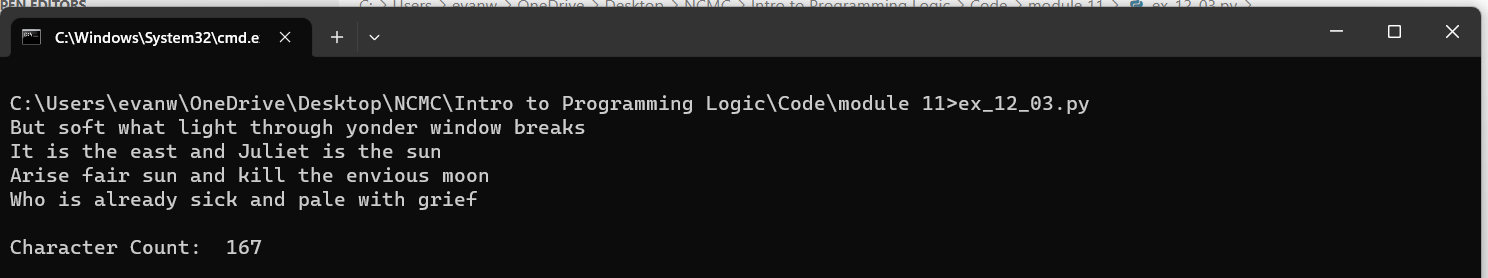 PEN EDITORS
C: > Users > evanw > OneDrive > Desktop > NCMC > Intro to Programming Logic > Code > module 11 > ex_12_03.py >
C:\Windows\System32\cmd.e
C:\Users\evanw\OneDrive\Desktop\NCMC\Intro to Programming Logic\Code\module 11>ex_12_03.py
But soft what light through yonder window breaks
It is the east and Juliet is the sun
Arise fair sun and kill the envious moon
Who is already sick and pale with grief
Character Count:  167